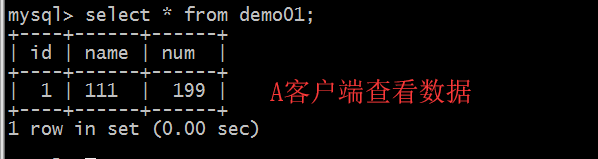 mysql> select * from demo01;
+----+------+------+
| id | name | num  |
+----+------+------+
|  1 | 111  |  199 |
+----+------+------+
A客户端查看数据
1 row in set (0.00 sec)